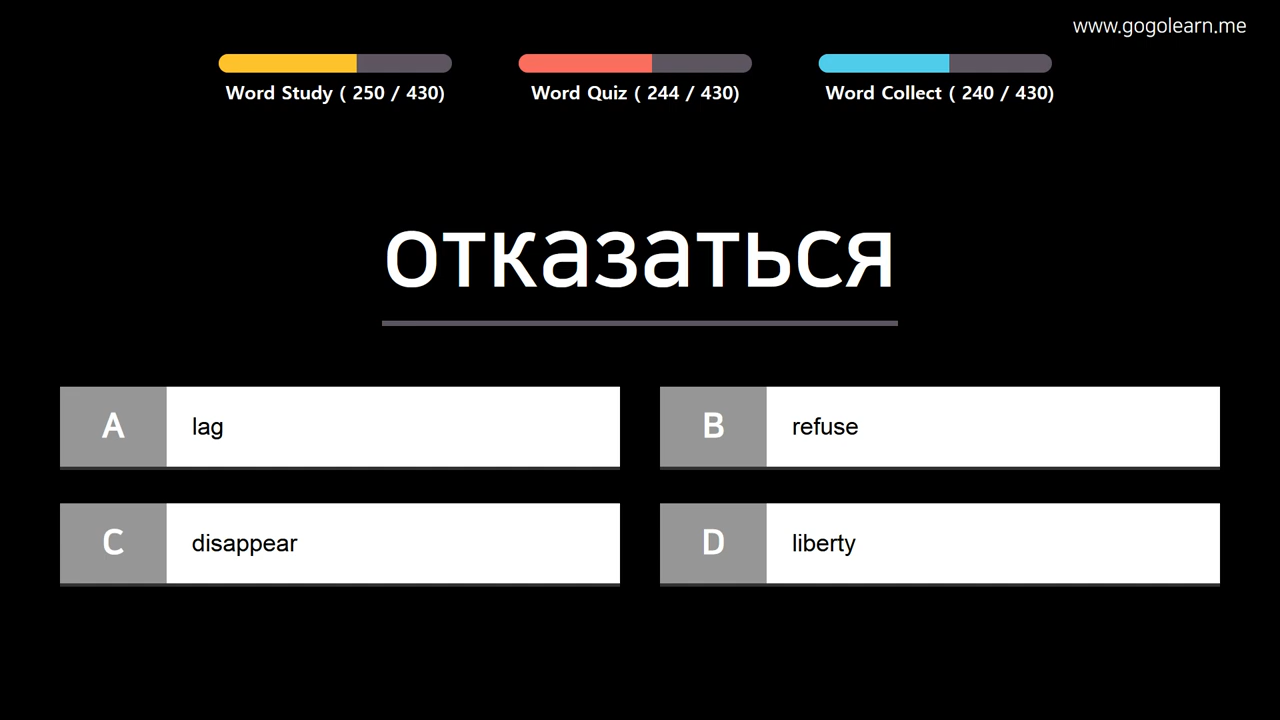 www.gogolearn.me
Word Study ( 250 / 430)
Word Quiz ( 244 / 430)
Word Collect ( 240 / 430)
отказаться
A lag
B refuse
C disappear
D liberty